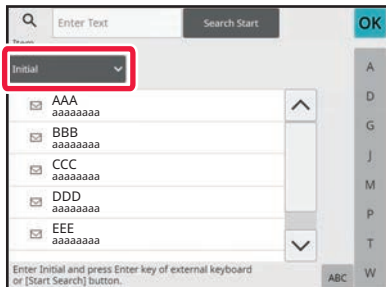 Enter Text
Search Start
OK
Item
Initial
A
AAA
aaaaaaaa
D
BBB
aaaaaaaa
G
CCC
aaaaaaaa
J
M
DDD
aaaaaaaa
P
EEE
aaaaaaaa
T
Enter Initial and press Enter key of external keyboard
or [Start Search] button.
ABC
W